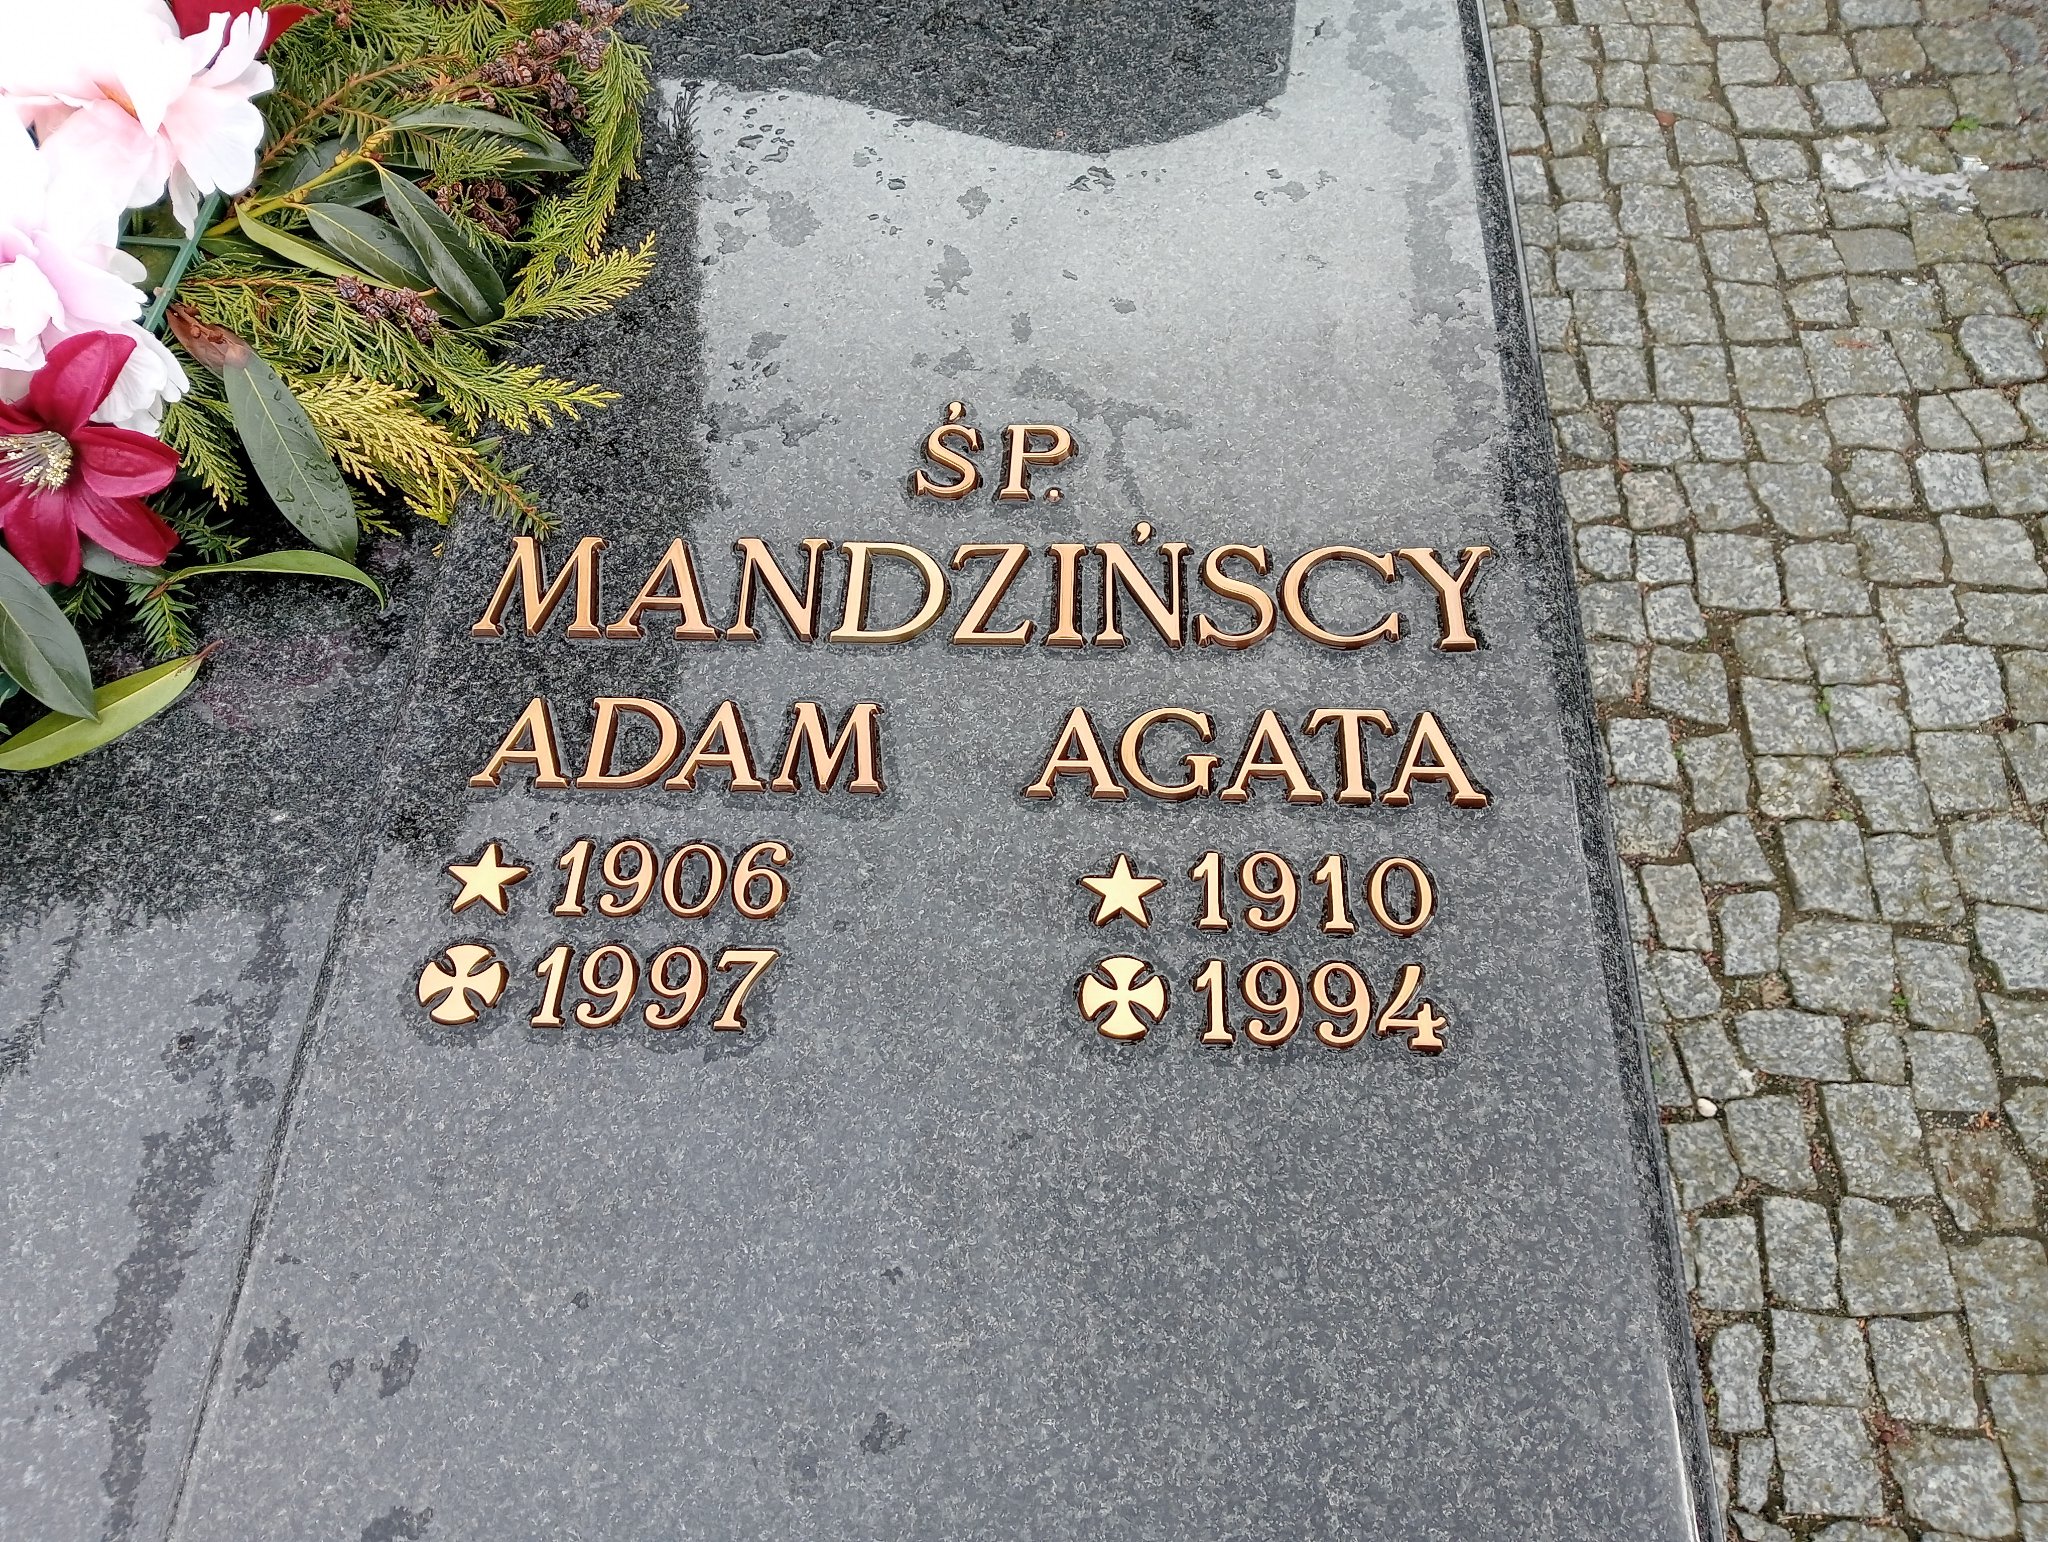 ŚP.
MANDZIŃSCY
ADAM AGATA
★ 1906 ★ 1910
✠ 1997 ✠ 1994